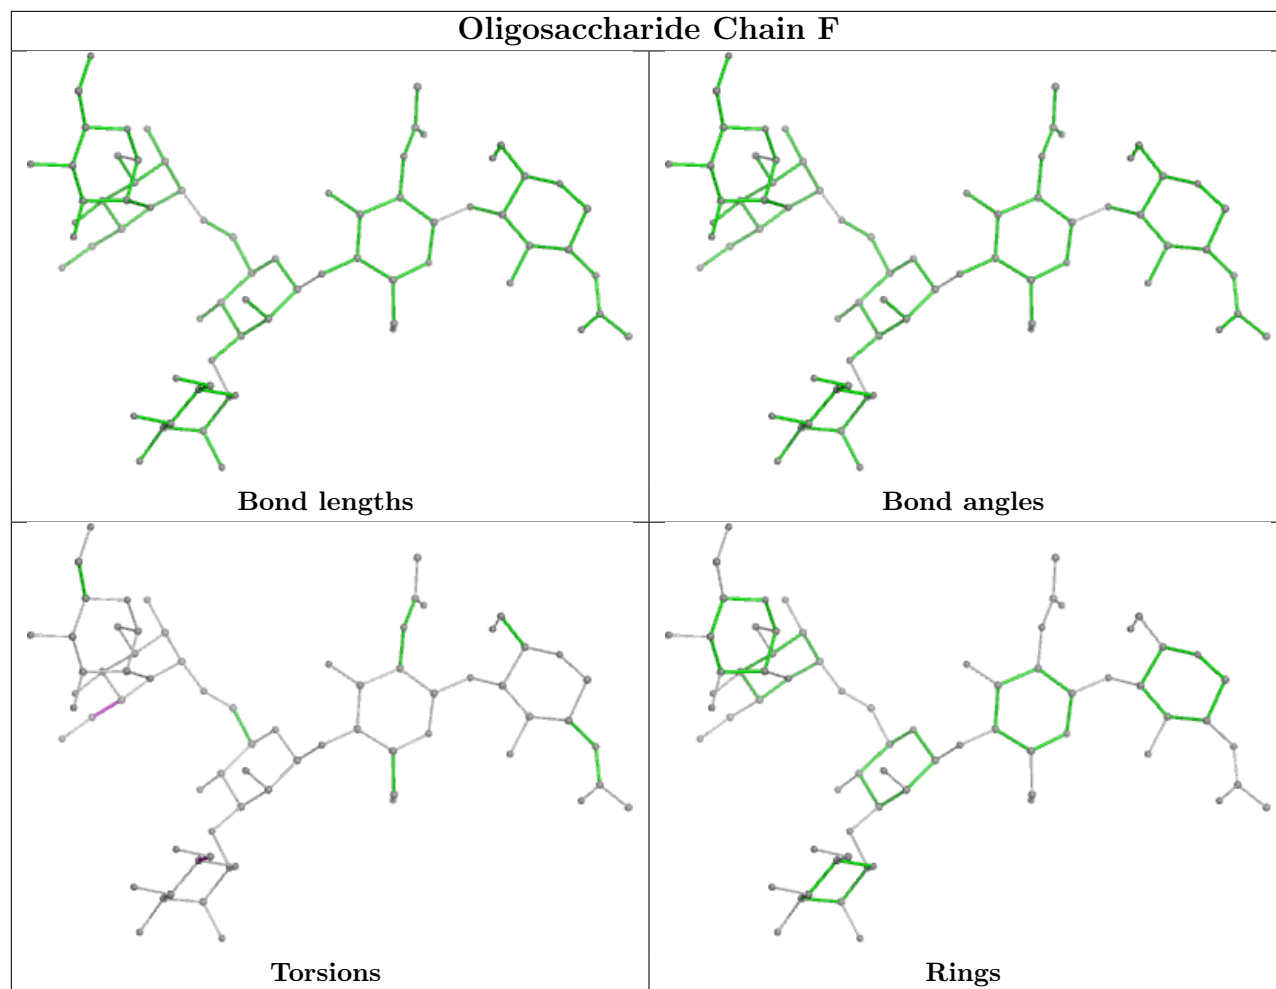 Oligosaccharide Chain F
Bond lengths
Bond angles
Torsions
Rings